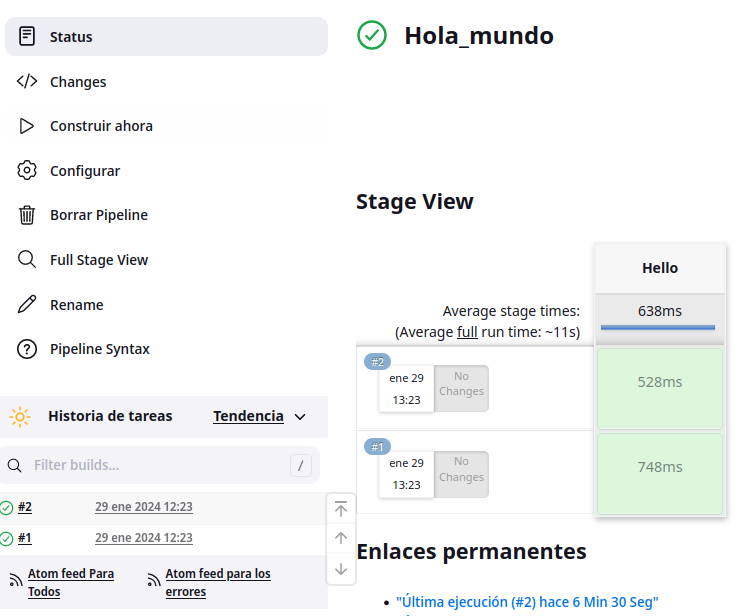 Status
Changes
Construir ahora
Configurar
Borrar Pipeline
Full Stage View
Rename
Pipeline Syntax
Historia de tareas Tendencia
Filter builds... /
#2 29 ene 2024 12:23
#1 29 ene 2024 12:23
Atom feed Para
Todos
Atom feed para los
errores
Hola_mundo
Stage View
Hello
Average stage times: 638ms
(Average full run time: ~11s)
#2
ene 29
13:23
No
Changes
528ms
#1
ene 29
13:23
No
Changes
748ms
Enlaces permanentes
"Última ejecución (#2) hace 6 Min 30 Seg"